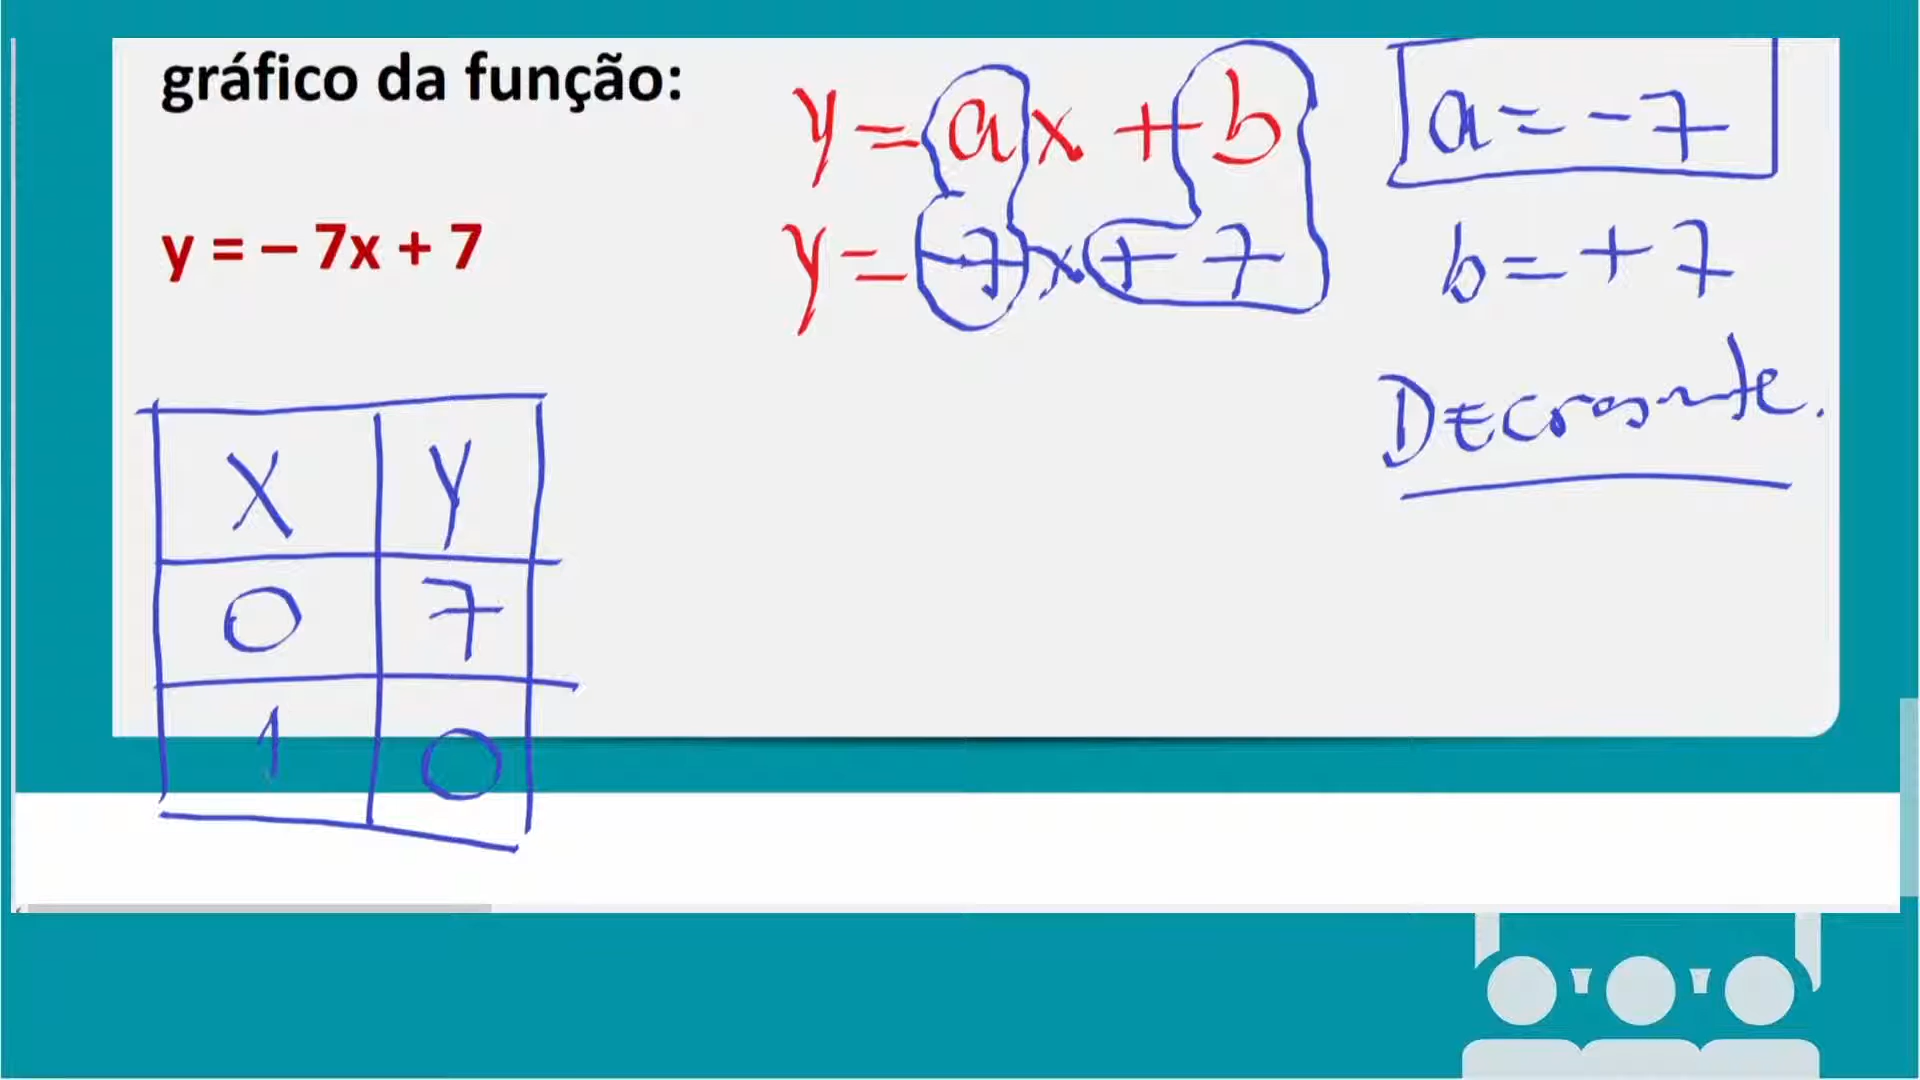 gráfico da função:
y = – 7x + 7
y = ax + b
y = -7x + 7
a = -7
b = +7
Decrescente.
X Y
0 7
1 0